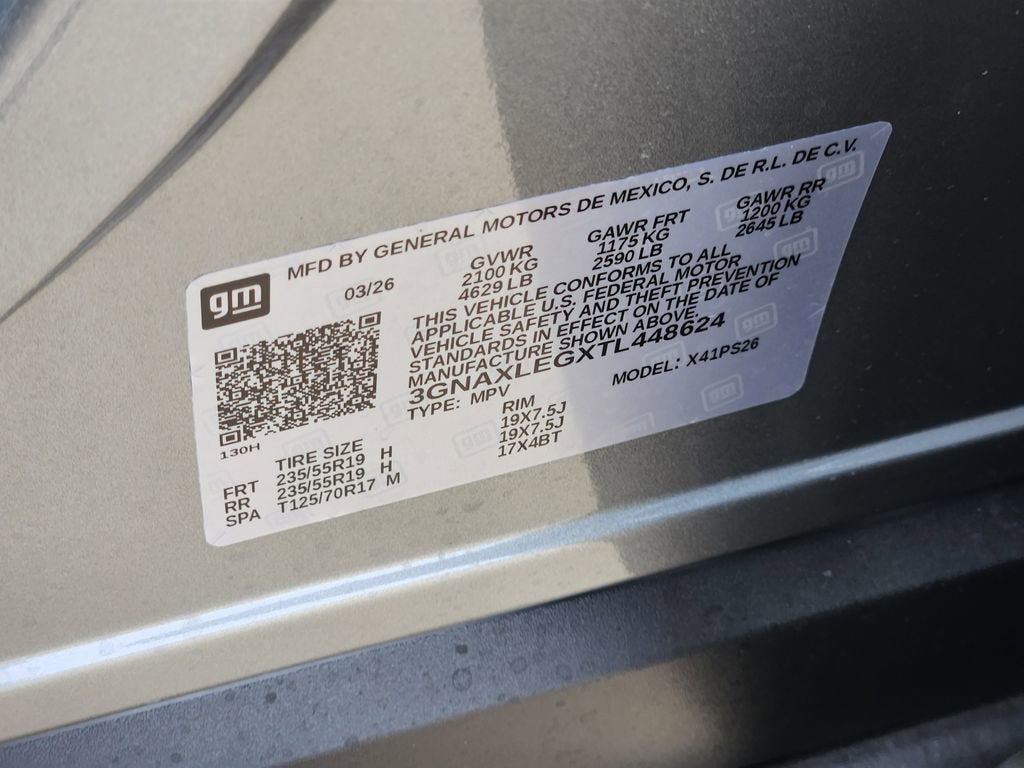 MFD BY GENERAL MOTORS DE MEXICO, S. DE R.L. DE C.V.
gm
03/26
GVWR
2100 KG
4629 LB
GAWR FRT
1175 KG
2590 LB
GAWR RR
1200 KG
2645 LB
THIS VEHICLE CONFORMS TO ALL
APPLICABLE U.S. FEDERAL MOTOR
VEHICLE SAFETY AND THEFT PREVENTION
STANDARDS IN EFFECT ON THE DATE OF
MANUFACTURE SHOWN ABOVE.
3GNAXLEGXTL448624
TYPE: MPV
MODEL: X41PS26
130H
TIRE SIZE
RIM
FRT 235/55R19 H 19X7.5J
RR 235/55R19 H 19X7.5J
SPA T125/70R17 M 17X4BT